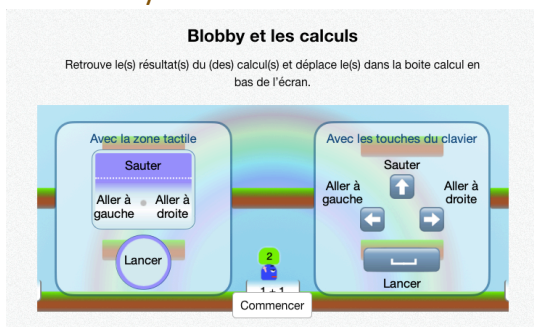 Blobby et les calculs
Retrouve le(s) résultat(s) du (des) calcul(s) et déplace le(s) dans la boite calcul en
bas de l'écran.
Avec la zone tactile
Sauter
Aller à
gauche
Aller à
droite
Lancer
Avec les touches du clavier
Sauter
Aller à
gauche
Aller à
droite
Lancer
2
1 + 1
Commencer